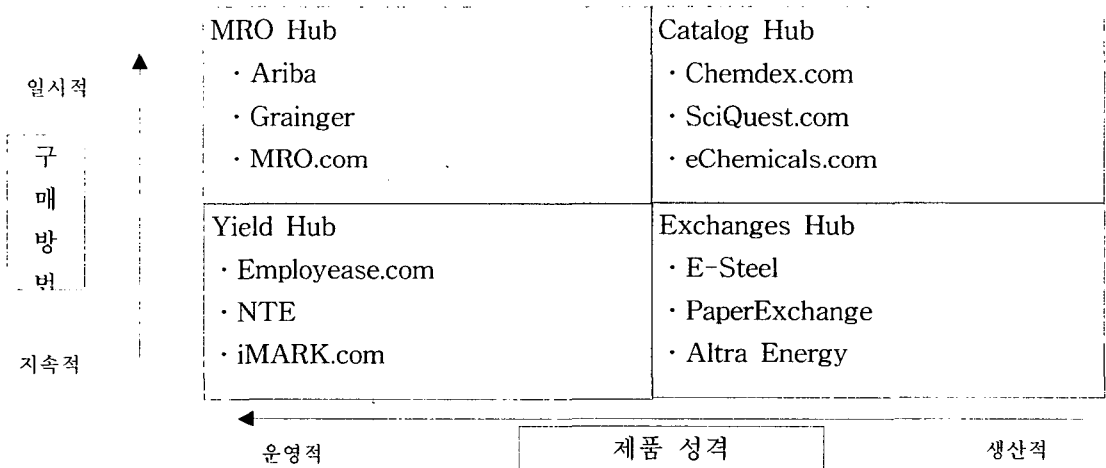 MRO Hub
· Ariba
· Grainger
· MRO.com
Catalog Hub
· Chemdex.com
· SciQuest.com
· eChemicals.com
일시적
구
매
방
법
지속적
Yield Hub
· Employease.com
· NTE
· iMARK.com
Exchanges Hub
· E-Steel
· PaperExchange
· Altra Energy
운영적
제품 성격
생산적